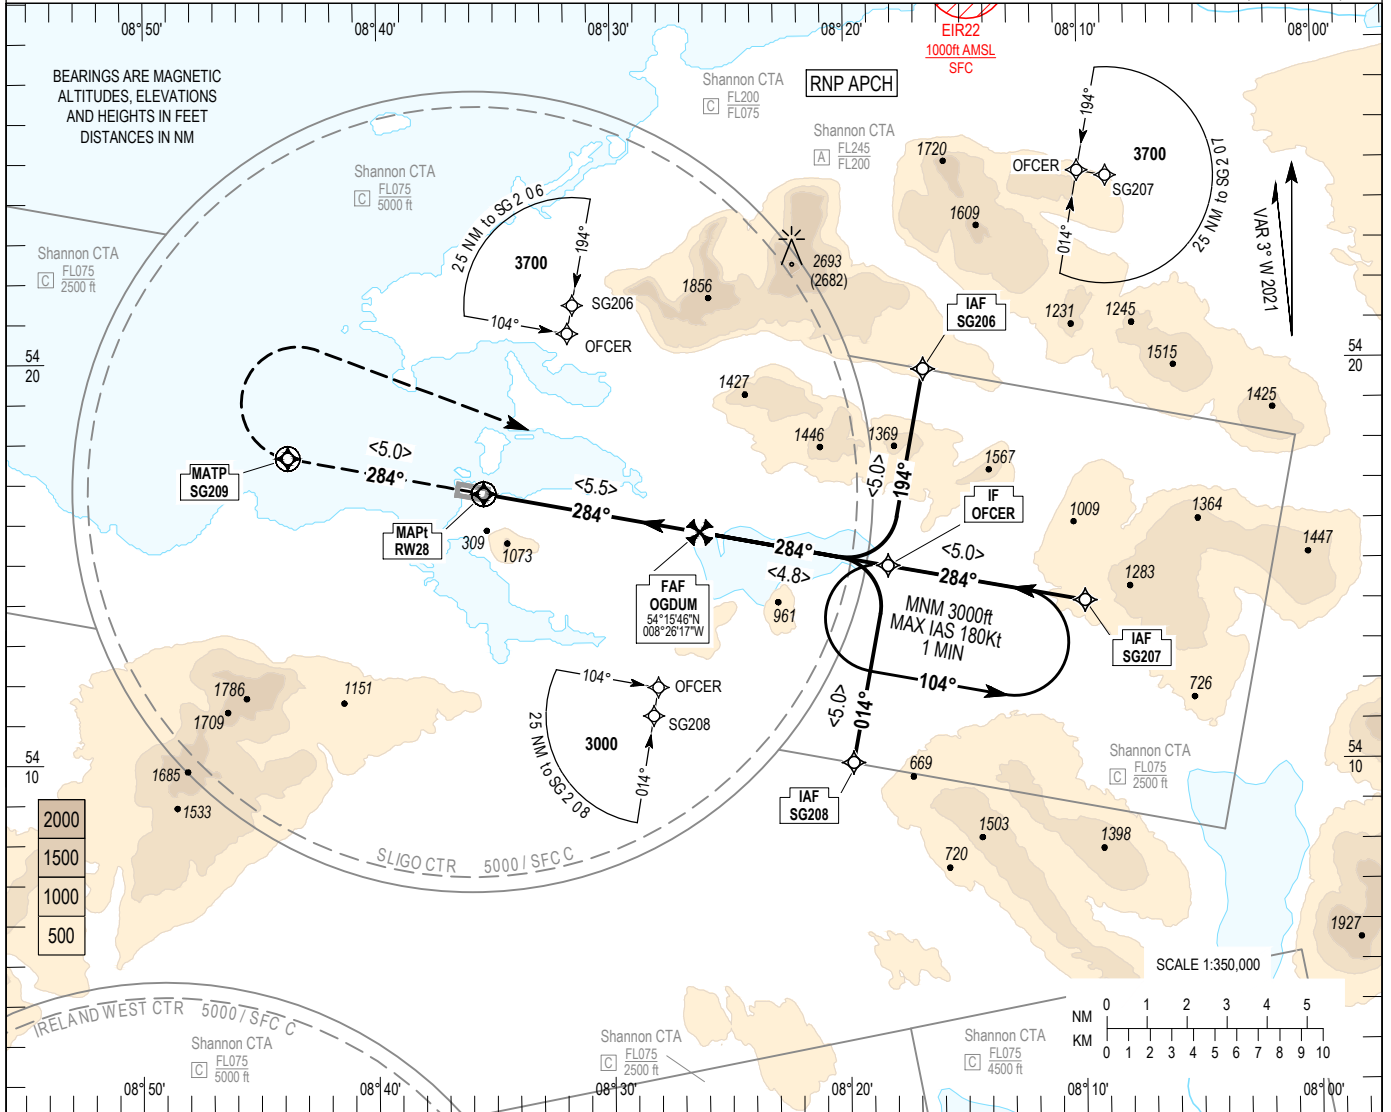 08°50'
08°40'
08°30'
08°20'
08°10'
08°00'
EIR22
1000ft AMSL
SFC
BEARINGS ARE MAGNETIC
ALTITUDES, ELEVATIONS
AND HEIGHTS IN FEET
DISTANCES IN NM
Shannon CTA
C FL200
FL075
RNP APCH
Shannon CTA
A FL245
FL200
Shannon CTA
C FL075
5000 ft
Shannon CTA
C FL075
2500 ft
25 NM to SG206
3700
194°
104°
SG206
OFCER
194°
3700
OFCER
SG207
014°
25 NM to SG207
VAR 3° W 2021
1720
1609
2693
(2682)
1856
IAF
SG206
1231
1245
1515
1425
54
20
54
20
1427
1446
1369
1567
<5.0>
194°
<5.0>
284°
MATP
SG209
<5.5>
284°
MAPt
RW28
309
1073
IF
OFCER
1009
1364
1447
284°
<4.8>
<5.0>
284°
1283
FAF
OGDUM
54°15'46"N
008°26'17"W
961
MNM 3000ft
MAX IAS 180Kt
1 MIN
104°
IAF
SG207
726
<5.0>
014°
104°
OFCER
SG208
3000
014°
25 NM to SG208
1786
1709
1151
1685
1533
IAF
SG208
669
Shannon CTA
C FL075
2500 ft
54
10
54
10
1503
720
1398
1927
2000
1500
1000
500
SLIGO CTR 5000 / SFC C
SCALE 1:350,000
NM 0 1 2 3 4 5
KM
0 1 2 3 4 5 6 7 8 9 10
IRELAND WEST CTR 5000 / SFC C
Shannon CTA
C FL075
5000 ft
Shannon CTA
C FL075
2500 ft
Shannon CTA
C FL075
4500 ft
08°50'
08°40'
08°30'
08°20'
08°10'
08°00'